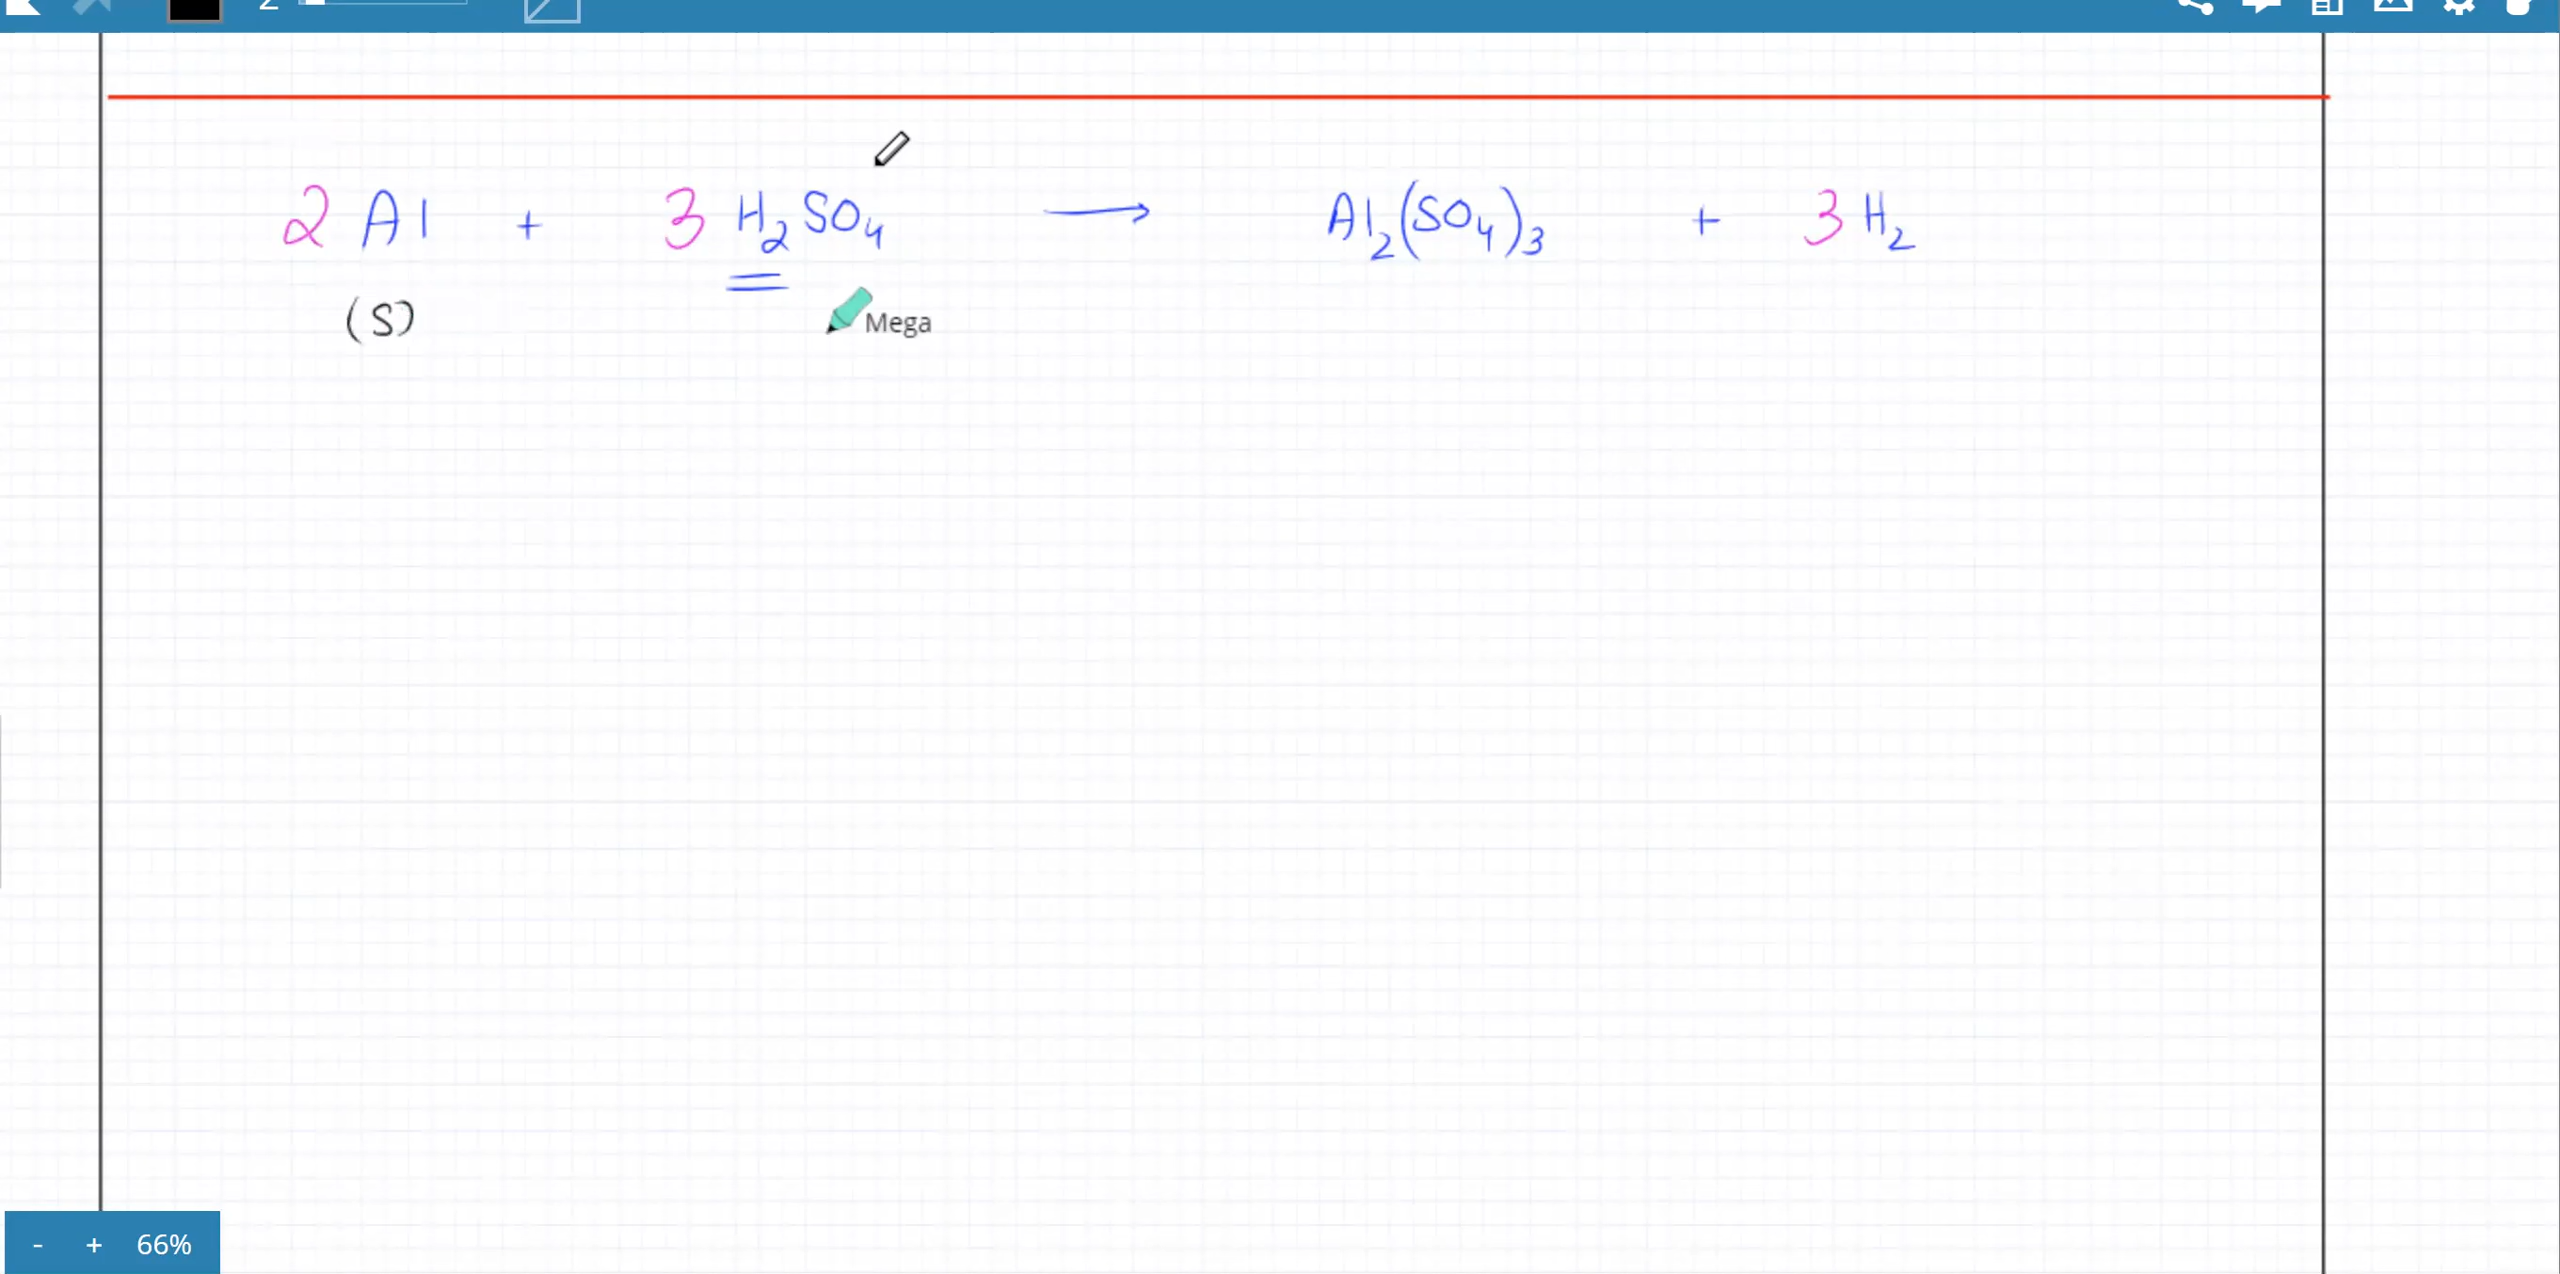 2 Al + 3 H₂SO₄ ⟶ Al₂(SO₄)₃ + 3 H₂
(S)
Mega
- + 66%